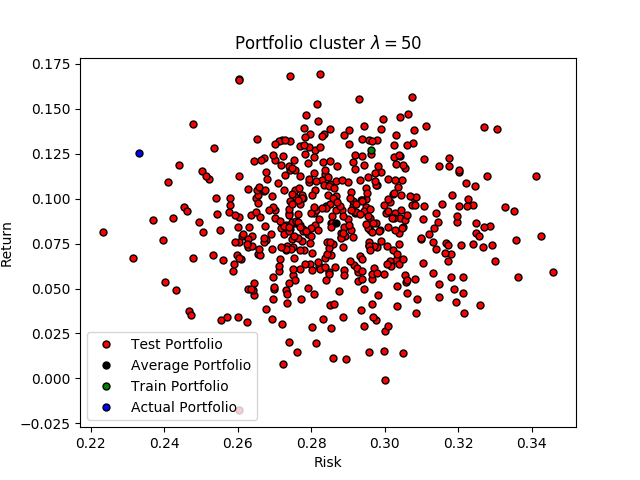 Portfolio cluster λ = 50
0.175
0.150
0.125
0.100
0.075
0.050
0.025
0.000
−0.025
Return
Test Portfolio
Average Portfolio
Train Portfolio
Actual Portfolio
0.22 0.24 0.26 0.28 0.30 0.32 0.34
Risk